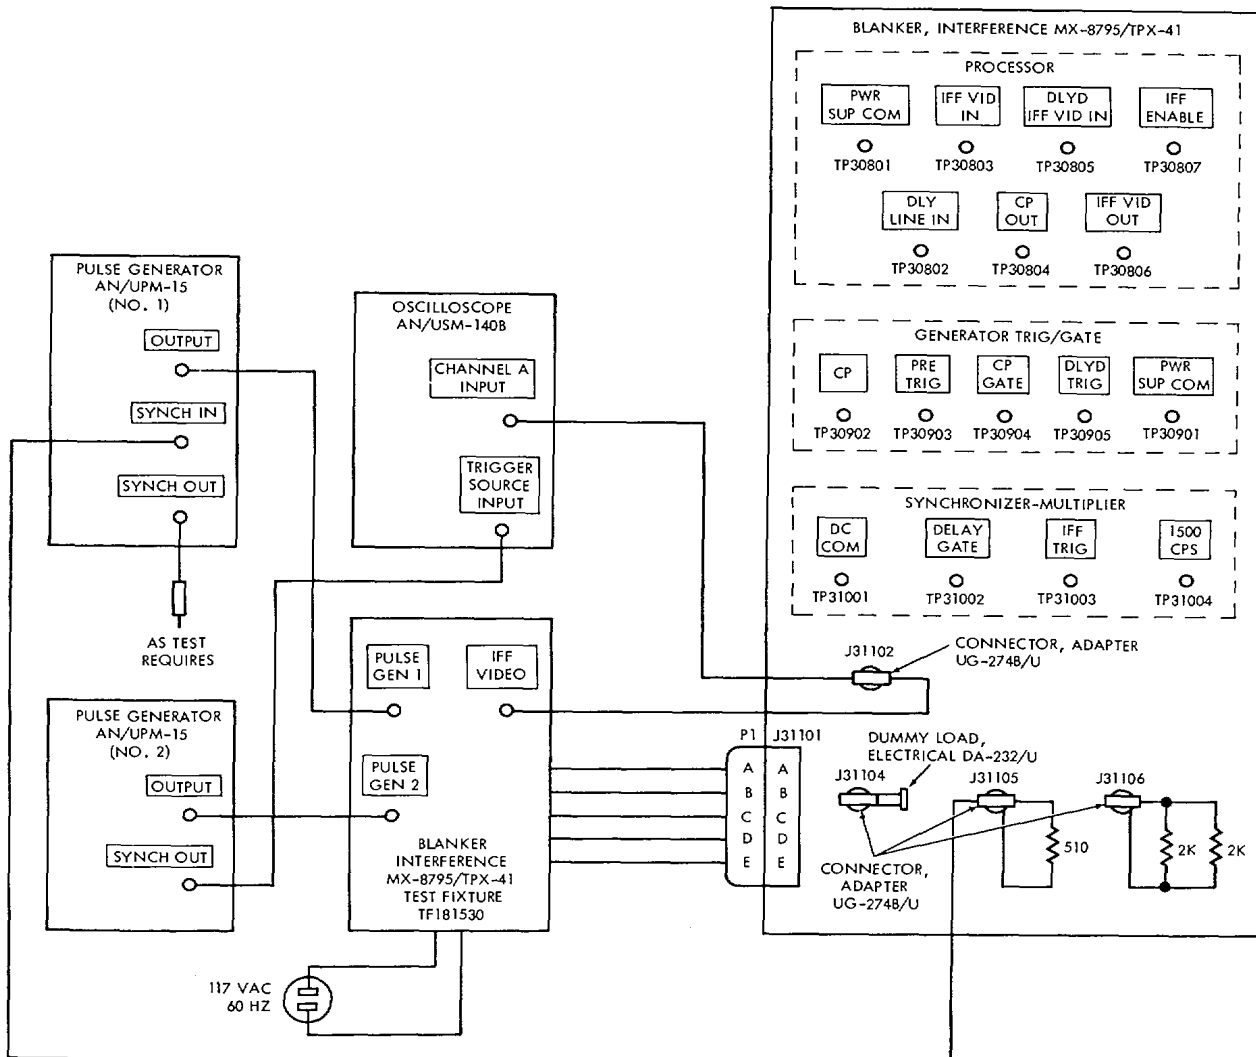 BLANKER, INTERFERENCE MX-8795/TPX-41
PROCESSOR
PWR
SUP COM
TP30801
IFF VID
IN
TP30803
DLYD
IFF VID IN
TP30805
IFF
ENABLE
TP30807
DLY
LINE IN
TP30802
CP
OUT
TP30804
IFF VID
OUT
TP30806
GENERATOR TRIG/GATE
CP
TP30902
PRE
TRIG
TP30903
CP
GATE
TP30904
DLYD
TRIG
TP30905
PWR
SUP COM
TP30901
SYNCHRONIZER-MULTIPLIER
DC
COM
TP31001
DELAY
GATE
TP31002
IFF
TRIG
TP31003
1500
CPS
TP31004
PULSE GENERATOR
AN/UPM-15
(NO. 1)
OUTPUT
SYNCH IN
SYNCH OUT
AS TEST
REQUIRES
OSCILLOSCOPE
AN/USM-140B
CHANNEL A
INPUT
TRIGGER
SOURCE
INPUT
PULSE GENERATOR
AN/UPM-15
(NO. 2)
OUTPUT
SYNCH OUT
PULSE
GEN 1
IFF
VIDEO
PULSE
GEN 2
BLANKER
INTERFERENCE
MX-8795/TPX-41
TEST FIXTURE
TF181530
117 VAC
60 HZ
J31102
CONNECTOR, ADAPTER
UG-274B/U
P1 J31101
A A
B B
C C
D D
E E
DUMMY LOAD,
ELECTRICAL DA-232/U
J31104
J31105
J31106
510
2K
2K
CONNECTOR,
ADAPTER
UG-274B/U